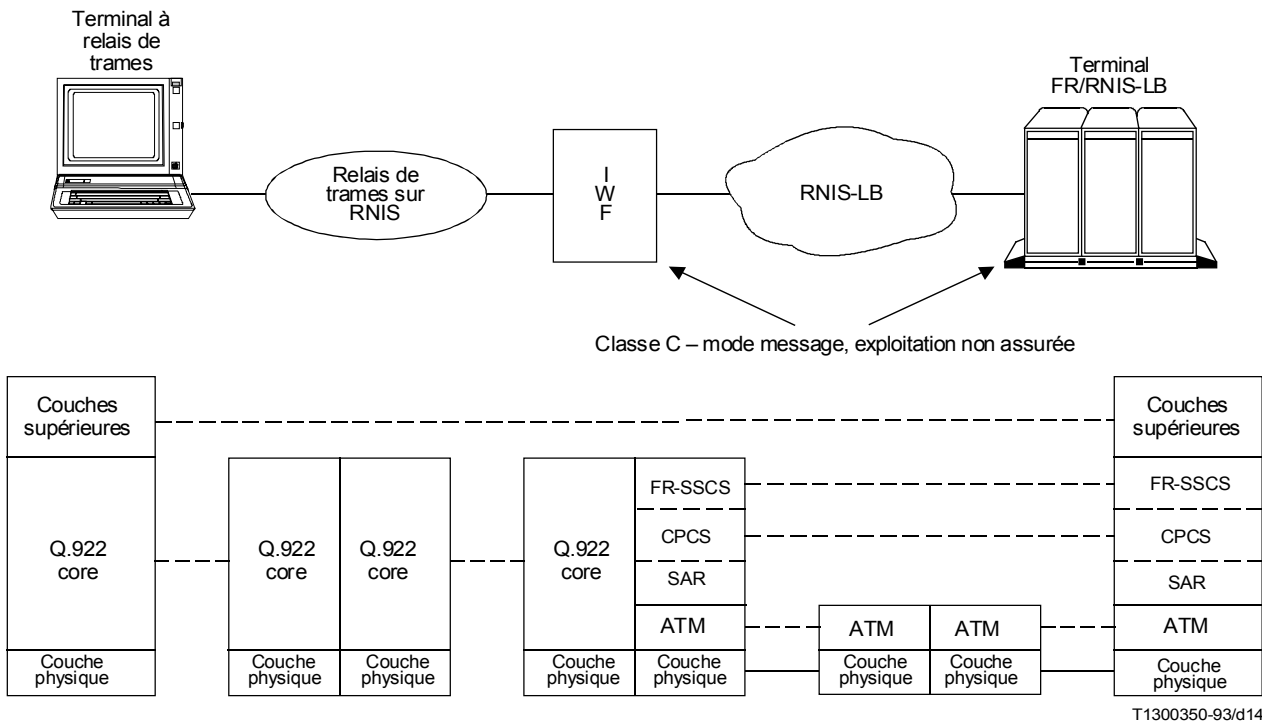 Terminal à
relais de
trames
Terminal
FR/RNIS-LB
Relais de
trames sur
RNIS
I
W
F
RNIS-LB
Classe C – mode message, exploitation non assurée
Couches
supérieures
Couches
supérieures
Q.922
core
Q.922
core
Q.922
core
Q.922
core
FR-SSCS
CPCS
SAR
ATM
ATM
ATM
FR-SSCS
CPCS
SAR
ATM
Couche
physique
Couche
physique
Couche
physique
Couche
physique
Couche
physique
Couche
physique
Couche
physique
Couche
physique
T1300350-93/d14